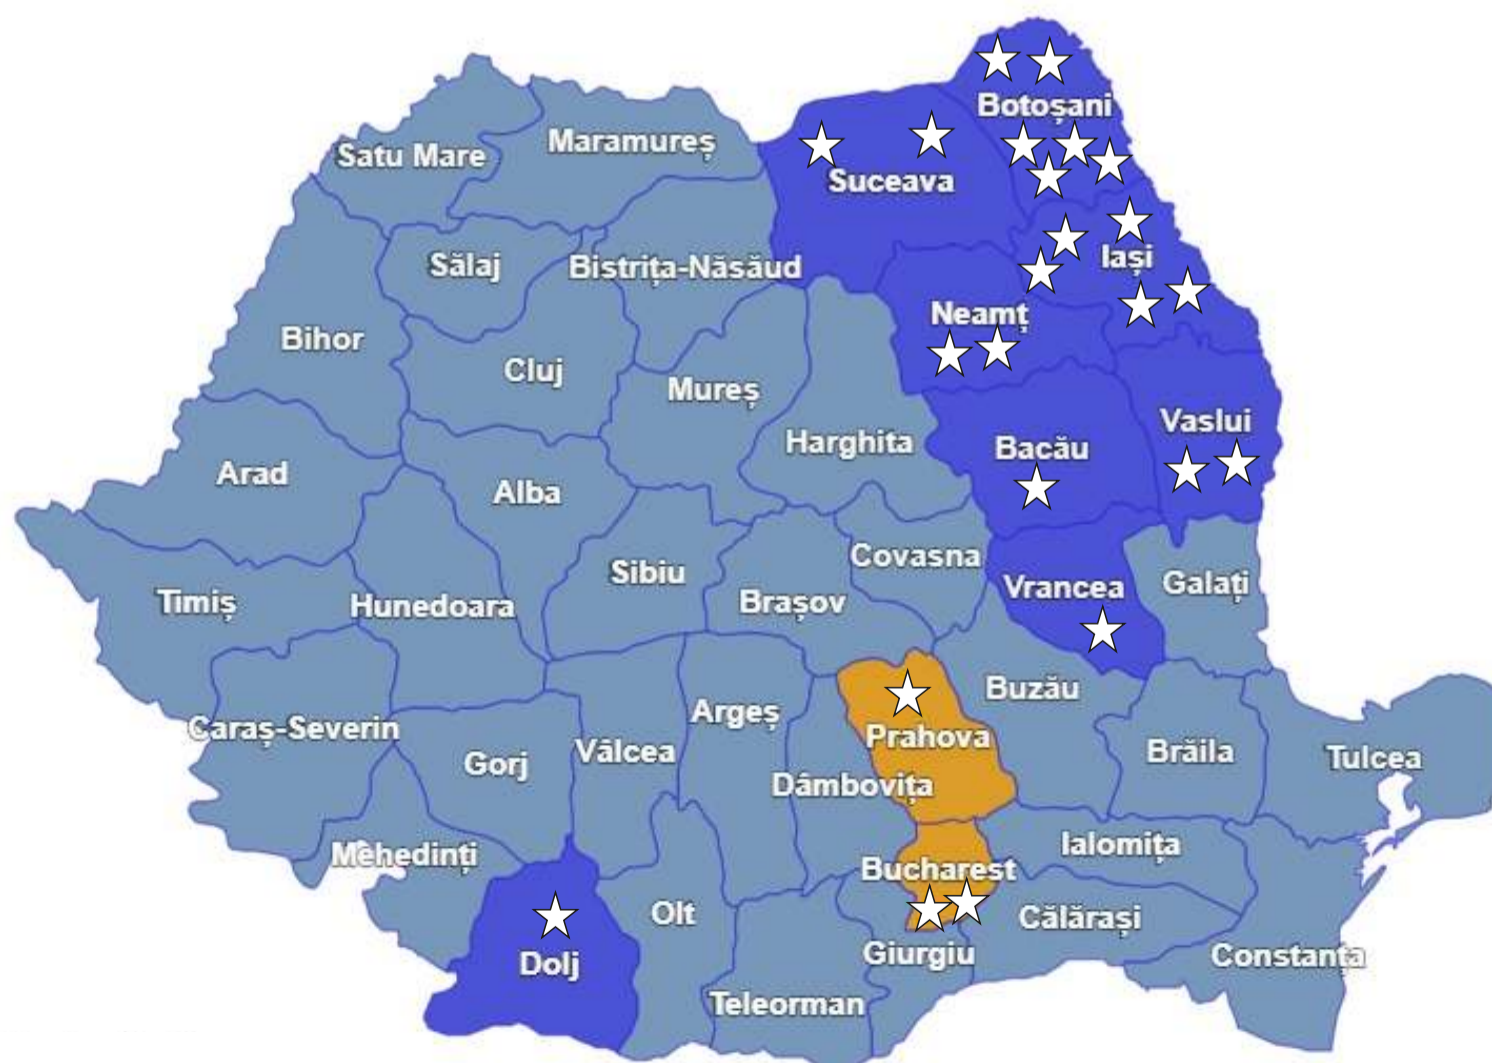 Botoșani
Maramureș
Satu Mare
Suceava
Iași
Sălaj
Bistrița-Năsăud
Neamț
Bihor
Cluj
Mureș
Vaslui
Harghita
Bacău
Arad
Alba
Covasna
Sibiu
Galați
Vrancea
Timiș
Hunedoara
Brașov
Buzău
Argeș
Caraș-Severin
Prahova
Vâlcea
Brăila
Tulcea
Gorj
Dâmbovița
Ialomița
Mehedinți
Bucharest
Olt
Călărași
Giurgiu
Constanța
Dolj
Teleorman